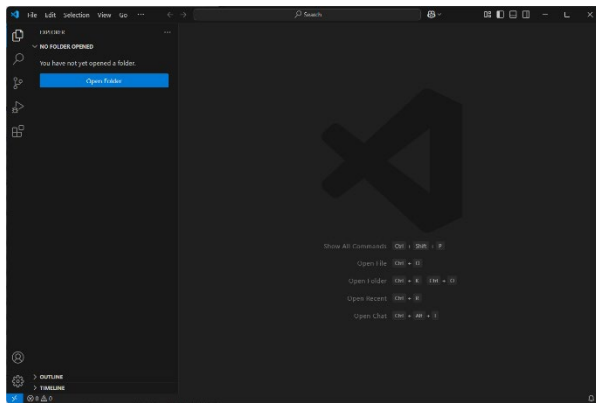 File Edit Selection View Go ···
Search
EXPLORER ···
NO FOLDER OPENED
You have not yet opened a folder.
Open Folder
Show All Commands Ctrl + Shift + P
Open File Ctrl + O
Open Folder Ctrl + K Ctrl + O
Open Recent Ctrl + R
Open Chat Ctrl + Alt + I
OUTLINE
TIMELINE
0 0